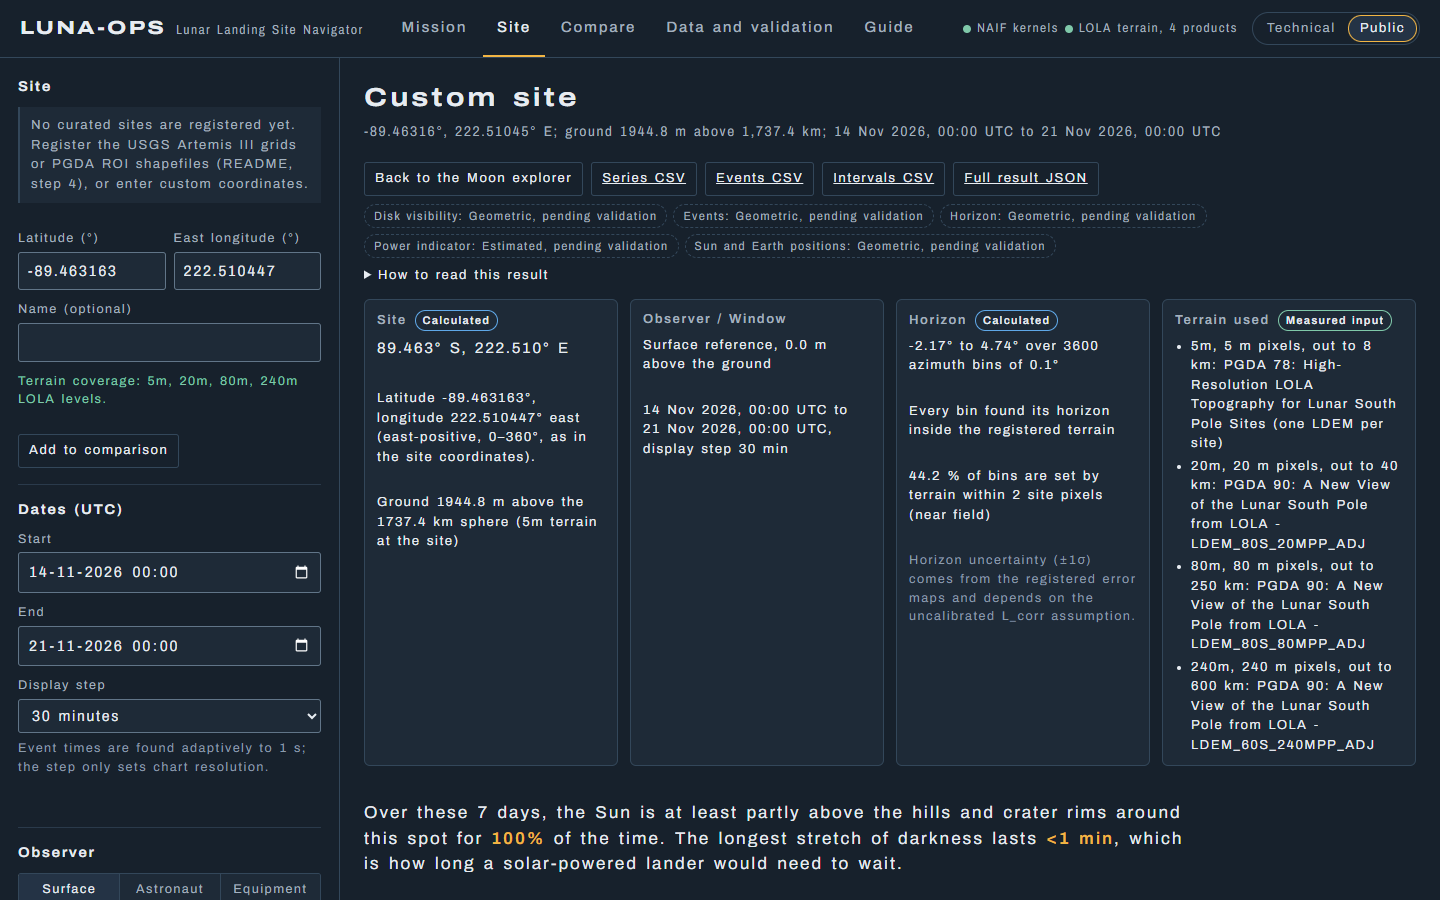 LUNA-OPS Lunar Landing Site Navigator Mission Site Compare Data and validation Guide NAIF kernels LOLA terrain, 4 products Technical Public
Site
No curated sites are registered yet.
Register the USGS Artemis III grids
or PGDA ROI shapefiles (README,
step 4), or enter custom coordinates.
Latitude (°) East longitude (°)
-89.463163 222.510447
Name (optional)
Terrain coverage: 5m, 20m, 80m, 240m
LOLA levels.
Add to comparison
Dates (UTC)
Start
14-11-2026 00:00
End
21-11-2026 00:00
Display step
30 minutes
Event times are found adaptively to 1 s;
the step only sets chart resolution.
Observer
Surface Astronaut Equipment
Custom site
-89.46316°, 222.51045° E; ground 1944.8 m above 1,737.4 km; 14 Nov 2026, 00:00 UTC to 21 Nov 2026, 00:00 UTC
Back to the Moon explorer Series CSV Events CSV Intervals CSV Full result JSON
Disk visibility: Geometric, pending validation Events: Geometric, pending validation Horizon: Geometric, pending validation
Power indicator: Estimated, pending validation Sun and Earth positions: Geometric, pending validation
How to read this result
Site Calculated
89.463° S, 222.510° E
Latitude -89.463163°,
longitude 222.510447° east
(east-positive, 0–360°, as in
the site coordinates).
Ground 1944.8 m above the
1737.4 km sphere (5m terrain
at the site)
Observer / Window
Surface reference, 0.0 m
above the ground
14 Nov 2026, 00:00 UTC to
21 Nov 2026, 00:00 UTC,
display step 30 min
Horizon Calculated
-2.17° to 4.74° over 3600
azimuth bins of 0.1°
Every bin found its horizon
inside the registered terrain
44.2 % of bins are set by
terrain within 2 site pixels
(near field)
Horizon uncertainty (±1σ)
comes from the registered error
maps and depends on the
uncalibrated L_corr assumption.
Terrain used Measured input
• 5m, 5 m pixels, out to 8
km: PGDA 78: High-
Resolution LOLA
Topography for Lunar South
Pole Sites (one LDEM per
site)
• 20m, 20 m pixels, out to 40
km: PGDA 90: A New View
of the Lunar South Pole
from LOLA -
LDEM_80S_20MPP_ADJ
• 80m, 80 m pixels, out to
250 km: PGDA 90: A New
View of the Lunar South
Pole from LOLA -
LDEM_80S_80MPP_ADJ
• 240m, 240 m pixels, out to
600 km: PGDA 90: A New
View of the Lunar South
Pole from LOLA -
LDEM_60S_240MPP_ADJ
Over these 7 days, the Sun is at least partly above the hills and crater rims around
this spot for 100% of the time. The longest stretch of darkness lasts <1 min, which
is how long a solar-powered lander would need to wait.